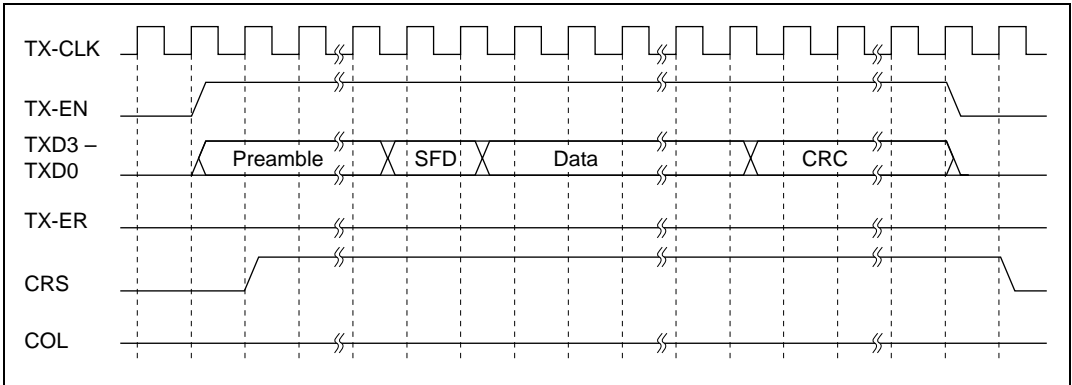 TX-CLK
TX-EN
TXD3 –
TXD0
Preamble
SFD
Data
CRC
TX-ER
CRS
COL